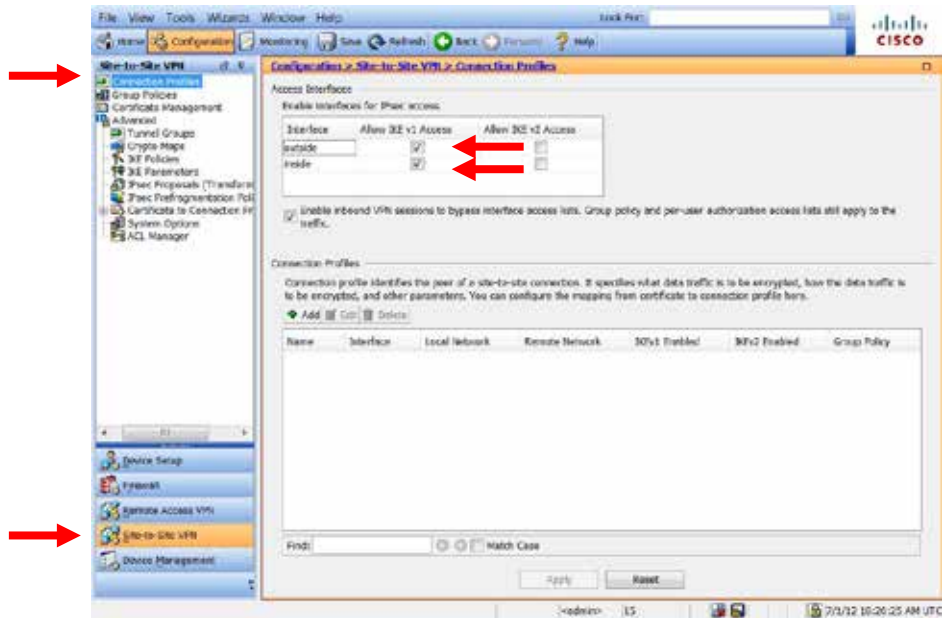 File View Tools Wizards Window Help
Look For:
Home Configuration Monitoring Save Refresh Back Forward Help
CISCO
Site-to-Site VPN
Connection Profiles
Group Policies
Certificate Management
Advanced
Tunnel Groups
Crypto Maps
IKE Policies
IKE Parameters
IPsec Proposals (Transform
IPsec Prefragmentation Poli
Certificate to Connection Pr
System Options
ACL Manager
Device Setup
Firewall
Remote Access VPN
Site-to-Site VPN
Device Management
Configuration > Site-to-Site VPN > Connection Profiles
Access Interfaces
Enable interfaces for IPsec access.
Interface Allow IKE v1 Access Allow IKE v2 Access
outside
inside
Enable inbound VPN sessions to bypass interface access lists. Group policy and per-user authorization access lists still apply to the
traffic.
Connection Profiles
Connection profile identifies the peer of a site-to-site connection. It specifies what data traffic is to be encrypted, how the data traffic is
to be encrypted, and other parameters. You can configure the mapping from certificate to connection profile here.
Add Edit Delete
Name Interface Local Network Remote Network IKEv1 Enabled IKEv2 Enabled Group Policy
Find: Match Case
Apply Reset
<admin> 15 7/1/12 10:26:25 AM UTC